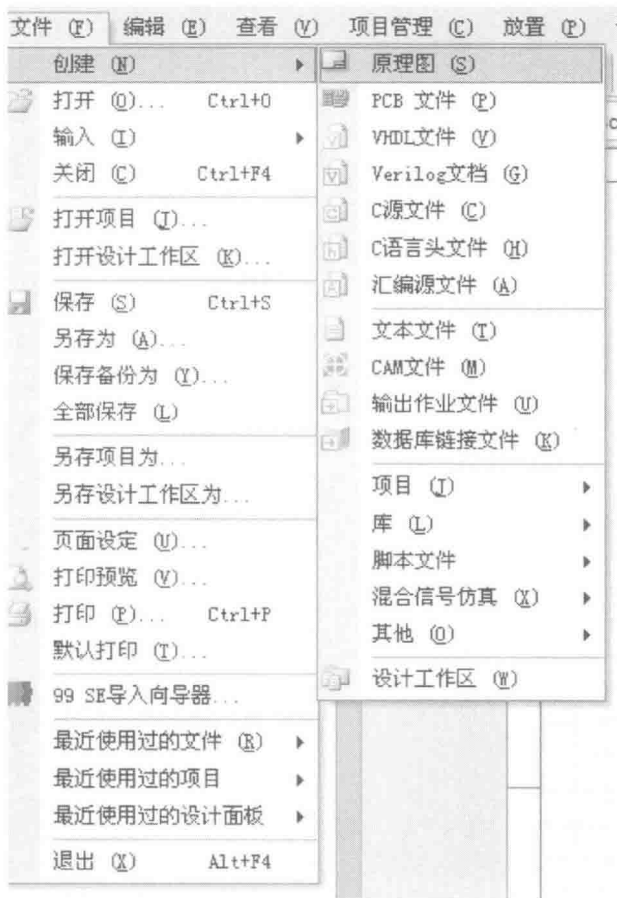 文件 (F) 编辑 (E) 查看 (V) 项目管理 (C) 放置 (P)
创建 (N)
打开 (O)... Ctrl+O
输入 (I)
关闭 (C) Ctrl+F4
打开项目 (J)...
打开设计工作区 (K)...
保存 (S) Ctrl+S
另存为 (A)...
保存备份为 (Y)...
全部保存 (L)
另存项目为...
另存设计工作区为...
页面设定 (U)...
打印预览 (V)...
打印 (P)... Ctrl+P
默认打印 (T)...
99 SE导入向导器...
最近使用过的文件 (R)
最近使用过的项目
最近使用过的设计面板
退出 (X) Alt+F4
原理图 (S)
PCB 文件 (P)
VHDL文件 (V)
Verilog文档 (G)
C源文件 (C)
C语言头文件 (H)
汇编源文件 (A)
文本文件 (T)
CAM文件 (M)
输出作业文件 (U)
数据库链接文件 (K)
项目 (J)
库 (L)
脚本文件
混合信号仿真 (X)
其他 (O)
设计工作区 (W)